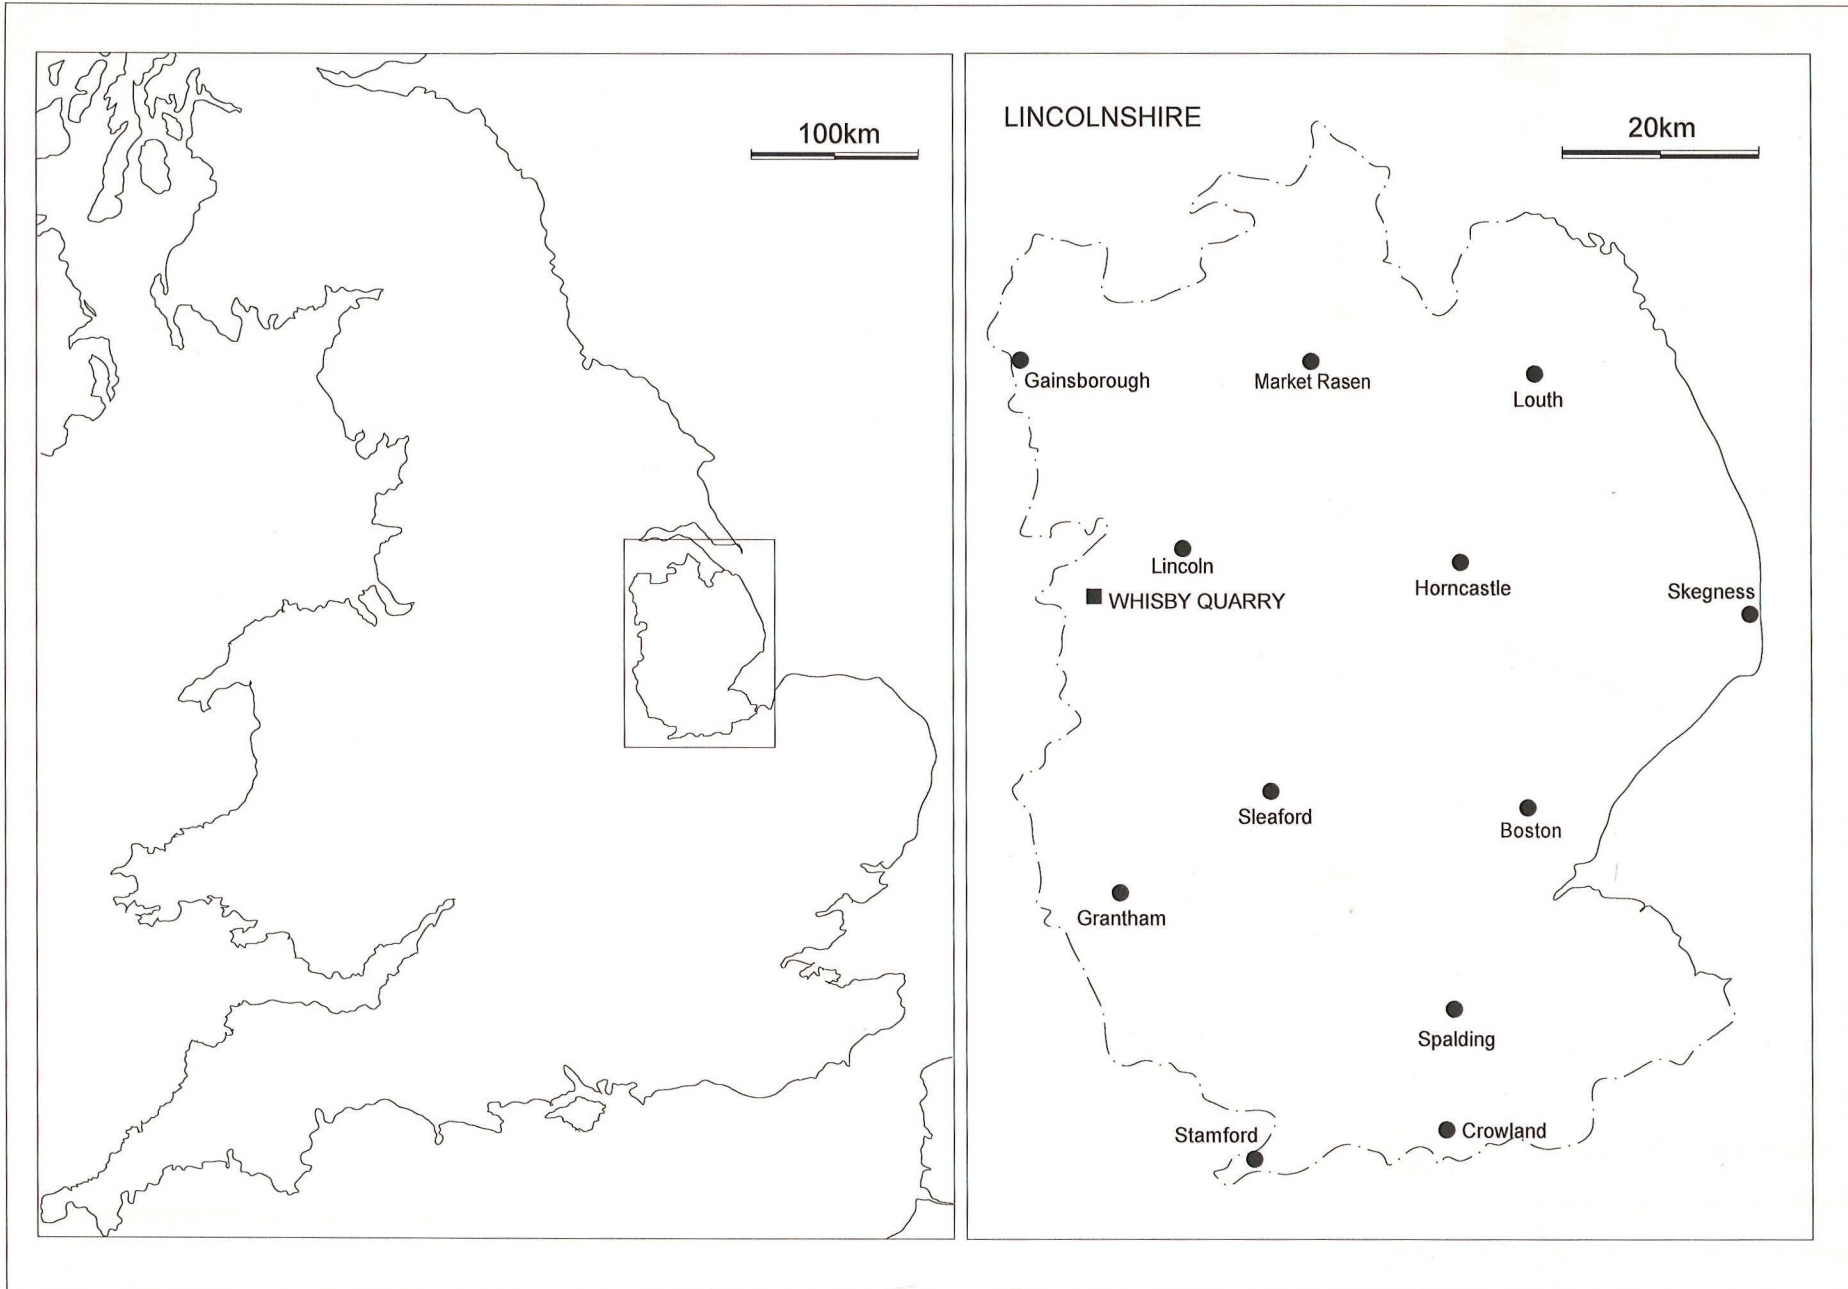 100km
LINCOLNSHIRE
20km
Gainsborough
Market Rasen
Louth
Lincoln
WHISBY QUARRY
Horncastle
Skegness
Sleaford
Boston
Grantham
Spalding
Stamford
Crowland